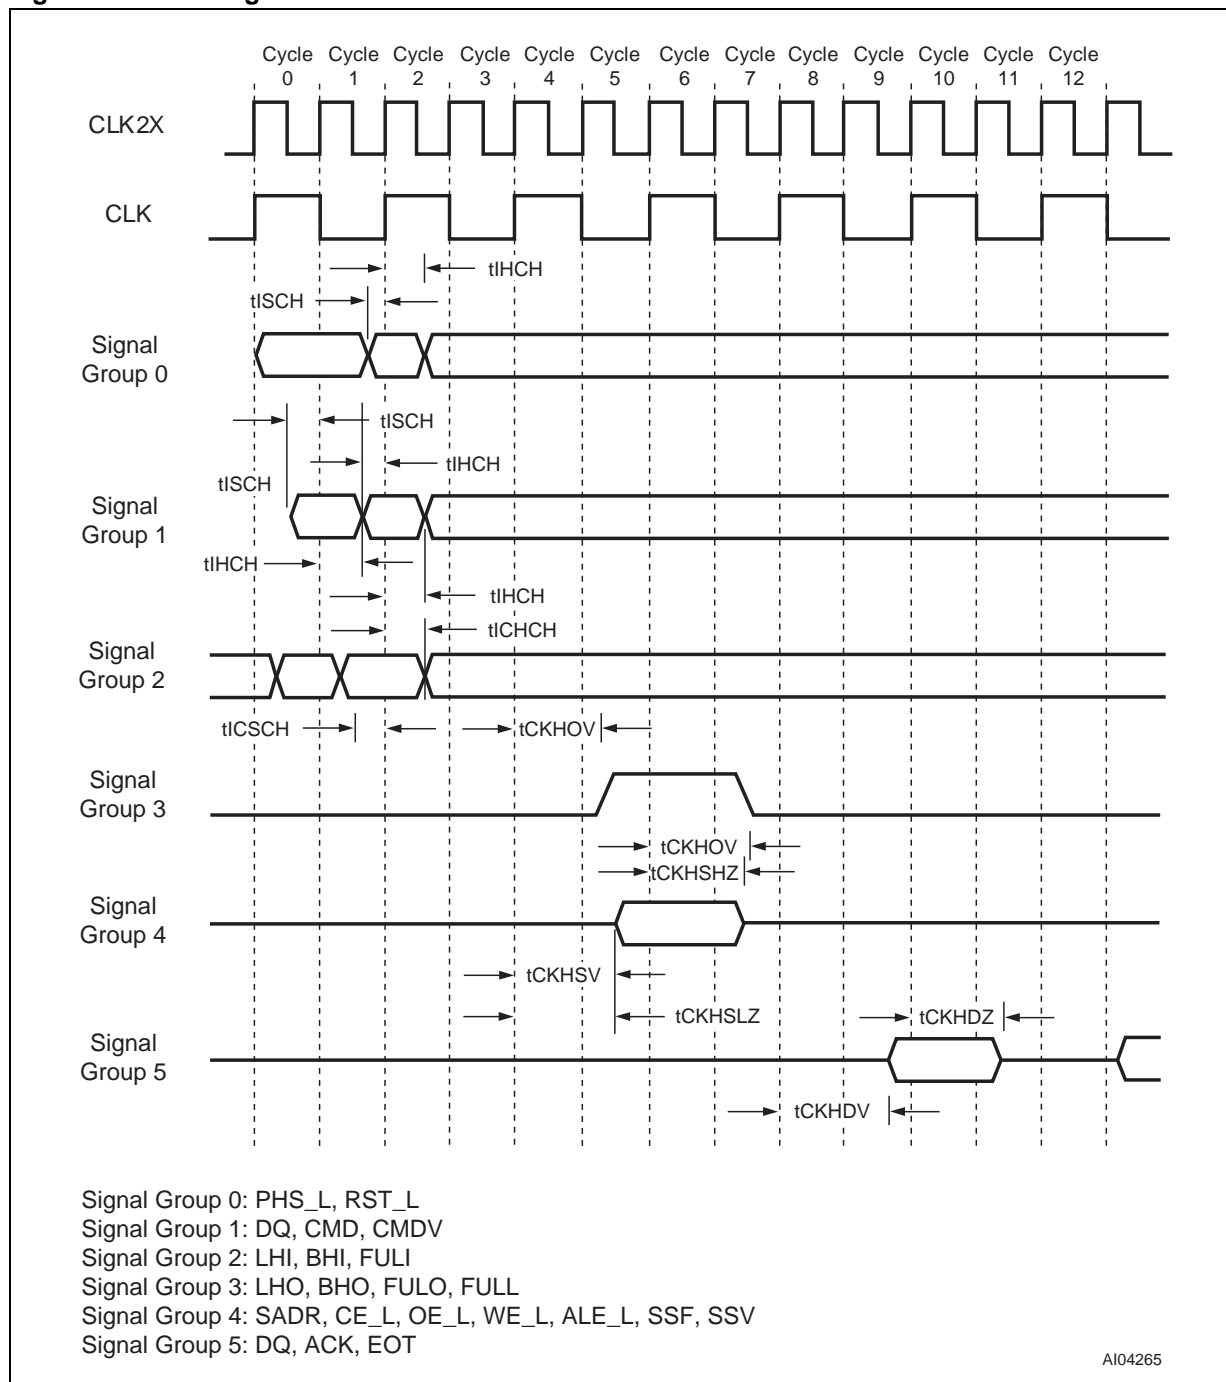 Cycle Cycle Cycle Cycle Cycle Cycle Cycle Cycle Cycle Cycle Cycle Cycle Cycle
0 1 2 3 4 5 6 7 8 9 10 11 12
CLK2X
CLK
tIHCH
tISCH
Signal
Group 0
tISCH
tIHCH
tISCH
Signal
Group 1
tIHCH
tIHCH
tICHCH
Signal
Group 2
tICSCH tCKHOV
Signal
Group 3
tCKHOV
tCKHSHZ
Signal
Group 4
tCKHSV
tCKHSLZ tCKHDZ
Signal
Group 5
tCKHDV
Signal Group 0: PHS_L, RST_L
Signal Group 1: DQ, CMD, CMDV
Signal Group 2: LHI, BHI, FULI
Signal Group 3: LHO, BHO, FULO, FULL
Signal Group 4: SADR, CE_L, OE_L, WE_L, ALE_L, SSF, SSV
Signal Group 5: DQ, ACK, EOT
AI04265